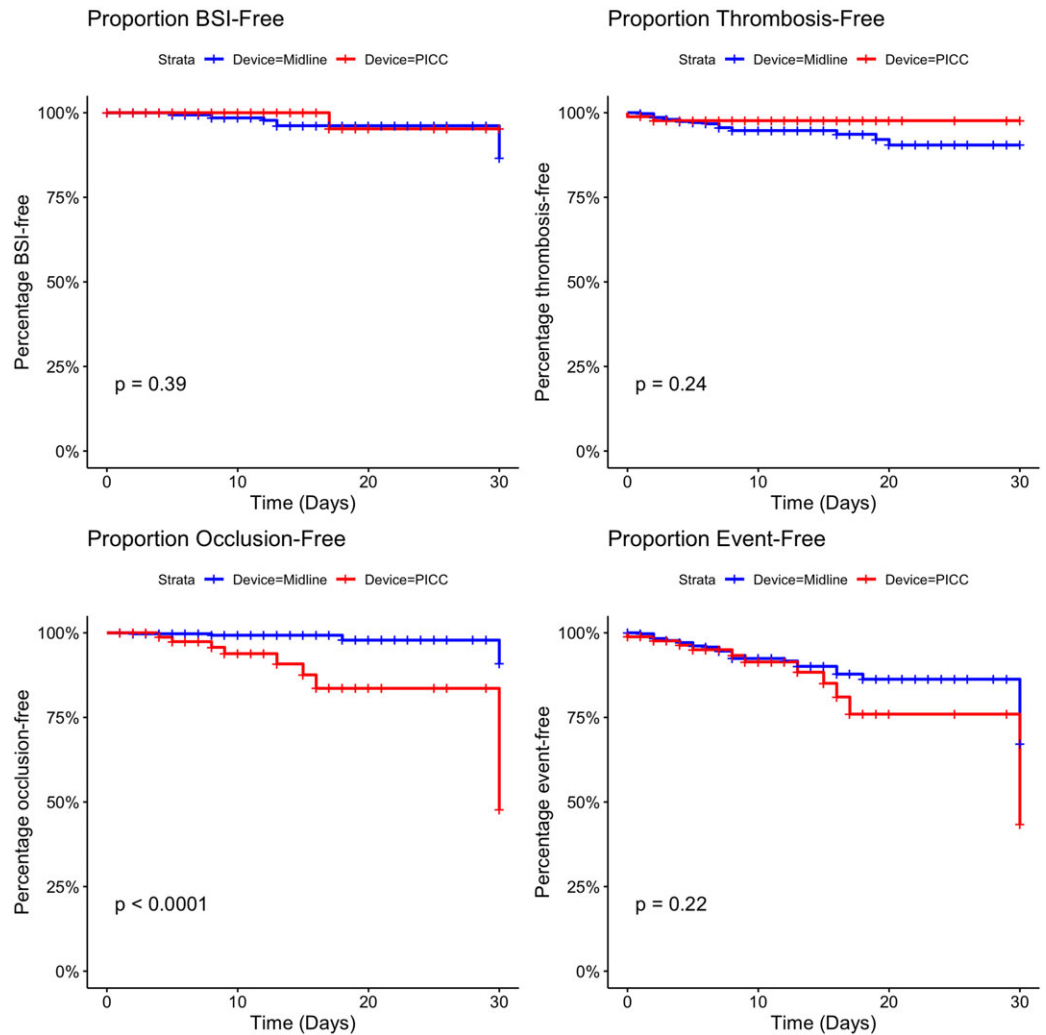 Proportion BSI-Free
Strata Device=Midline Device=PICC
Percentage BSI-free
100%
75%
50%
25%
0%
p = 0.39
0 10 20 30
Time (Days)
Proportion Thrombosis-Free
Strata Device=Midline Device=PICC
Percentage thrombosis-free
100%
75%
50%
25%
0%
p = 0.24
0 10 20 30
Time (Days)
Proportion Occlusion-Free
Strata Device=Midline Device=PICC
Percentage occlusion-free
100%
75%
50%
25%
0%
p < 0.0001
0 10 20 30
Time (Days)
Proportion Event-Free
Strata Device=Midline Device=PICC
Percentage event-free
100%
75%
50%
25%
0%
p = 0.22
0 10 20 30
Time (Days)